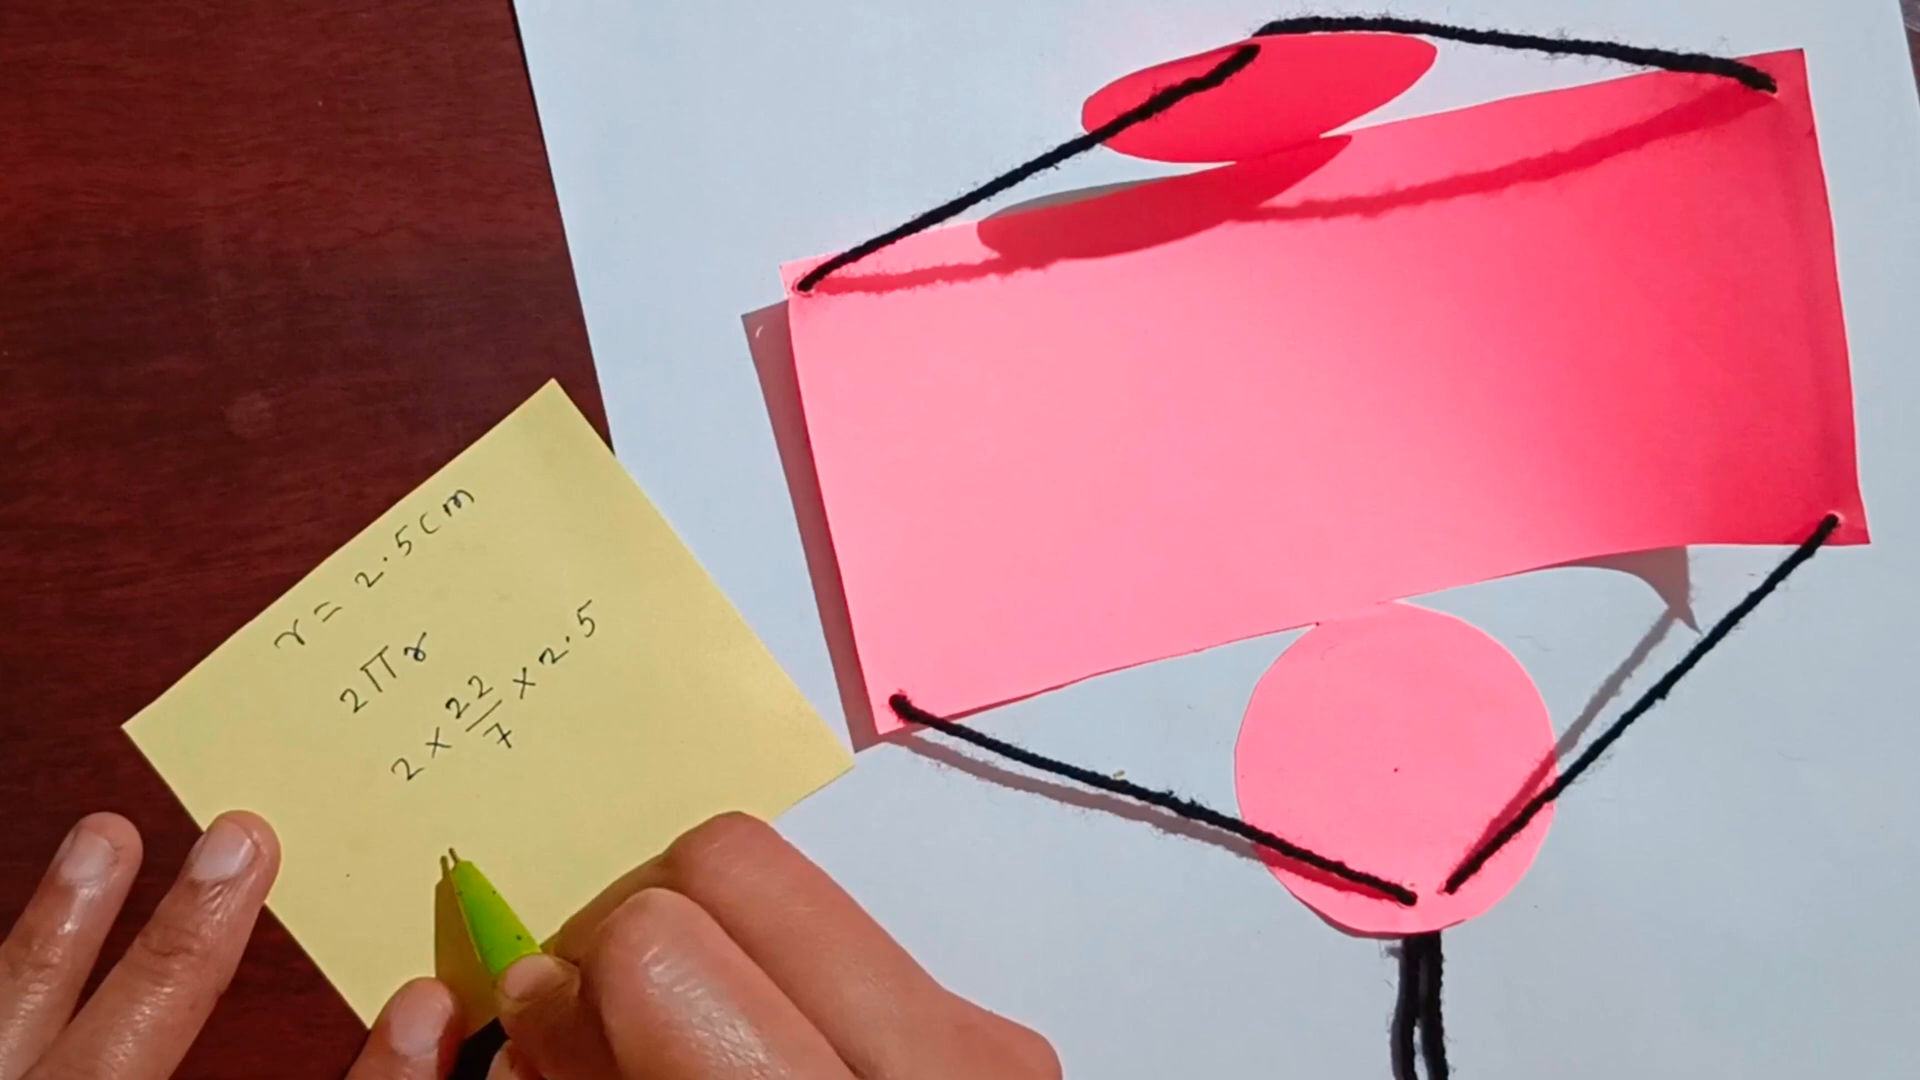 r = 2.5cm
2πr
2 × 22/7 × 2.5